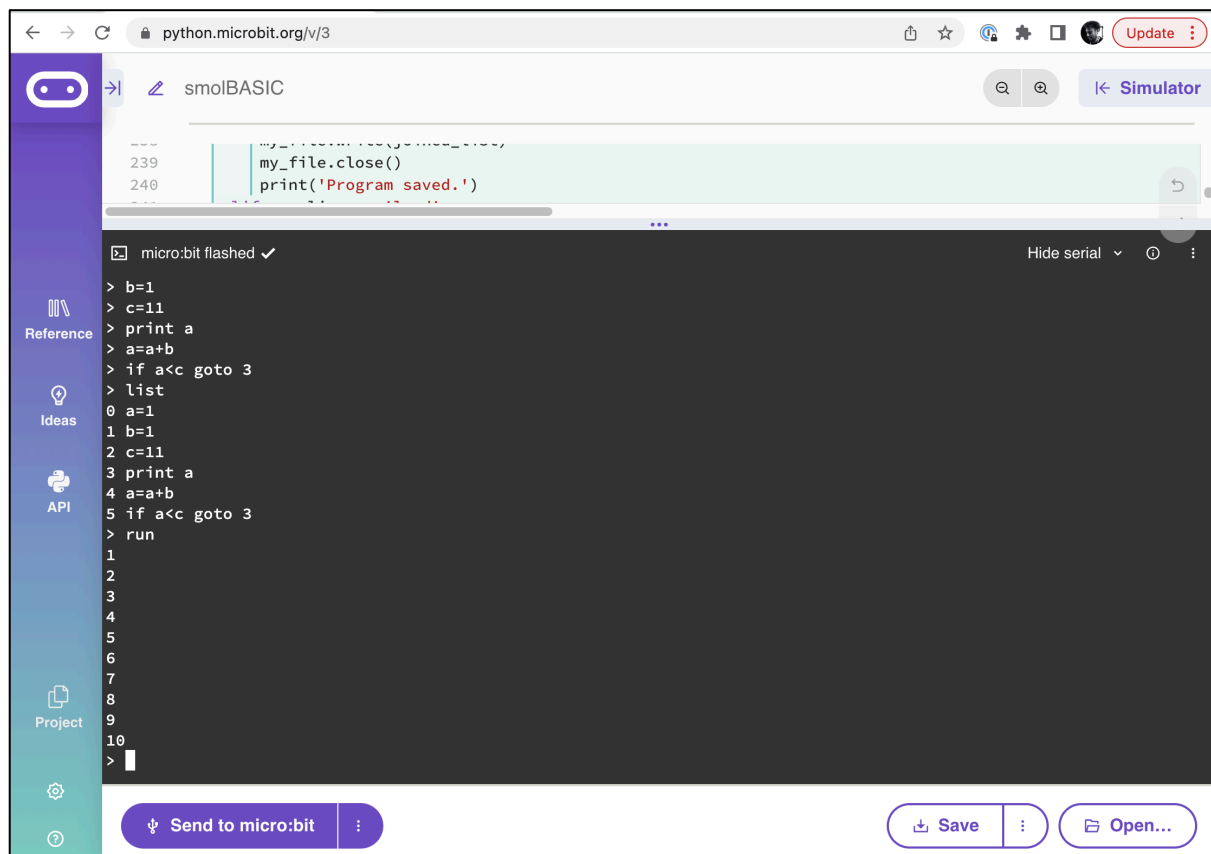 python.microbit.org/v/3
Update
smolBASIC
Simulator
239 my_file.close()
240 print('Program saved.')
micro:bit flashed
Hide serial
> b=1
> c=11
> print a
> a=a+b
> if a<c goto 3
> list
0 a=1
1 b=1
2 c=11
3 print a
4 a=a+b
5 if a<c goto 3
> run
1
2
3
4
5
6
7
8
9
10
>
Reference
Ideas
API
Project
Send to micro:bit
Save
Open...